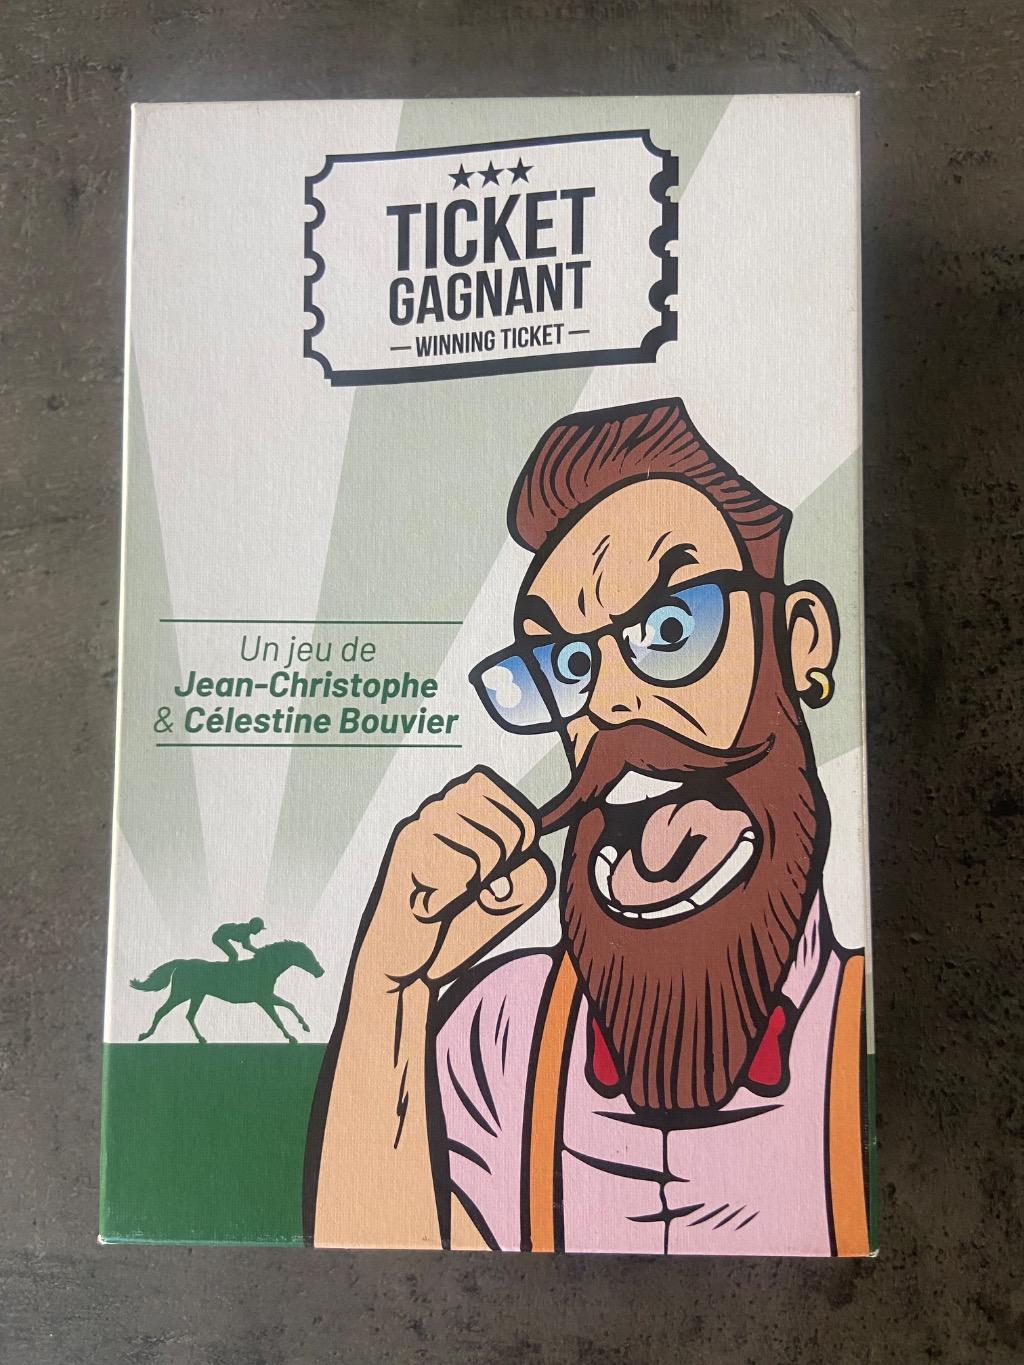 ★★★
TICKET
GAGNANT
— WINNING TICKET —
Un jeu de
Jean-Christophe
& Célestine Bouvier